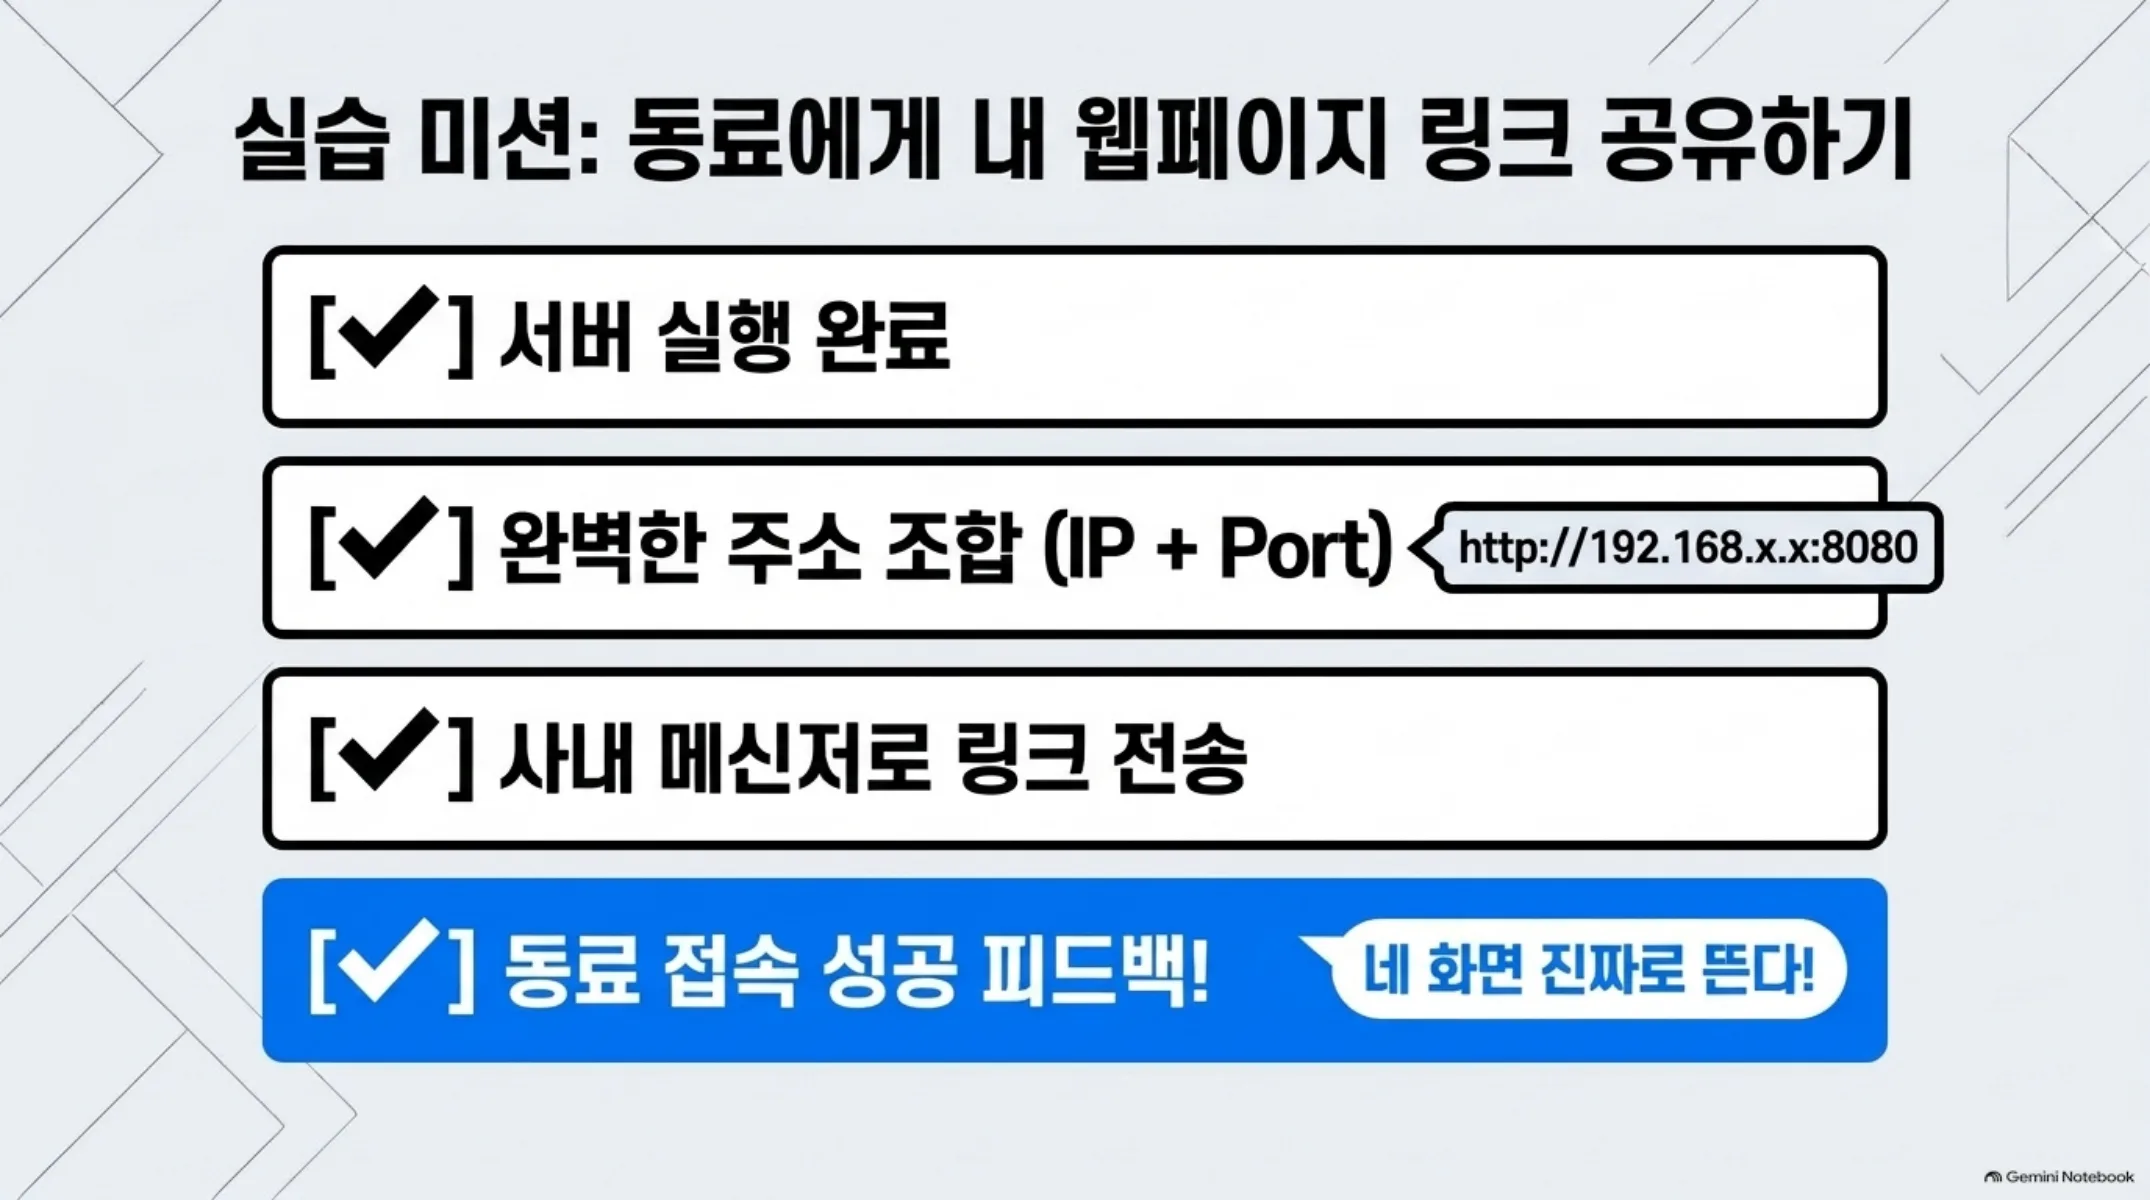 실습 미션: 동료에게 내 웹페이지 링크 공유하기
[✔] 서버 실행 완료
[✔] 완벽한 주소 조합 (IP + Port)
http://192.168.x.x:8080
[✔] 사내 메신저로 링크 전송
[✔] 동료 접속 성공 피드백!
네 화면 진짜로 뜬다!
Gemini Notebook